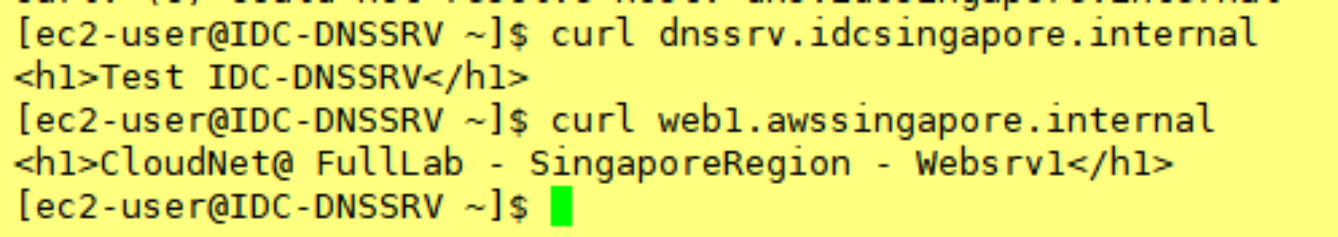 [ec2-user@IDC-DNSSRV ~]$ curl dnssrv.idcsingapore.internal
<h1>Test IDC-DNSSRV</h1>
[ec2-user@IDC-DNSSRV ~]$ curl web1.awssingapore.internal
<h1>CloudNet@ FullLab - SingaporeRegion - Websrv1</h1>
[ec2-user@IDC-DNSSRV ~]$